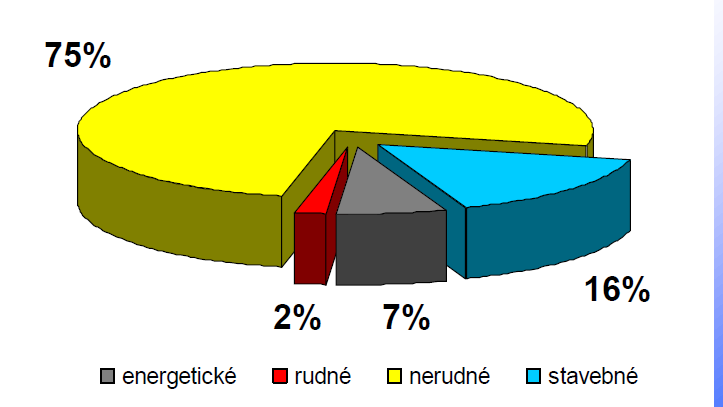 75%
16%
2% 7%
energetické rudné nerudné stavebné